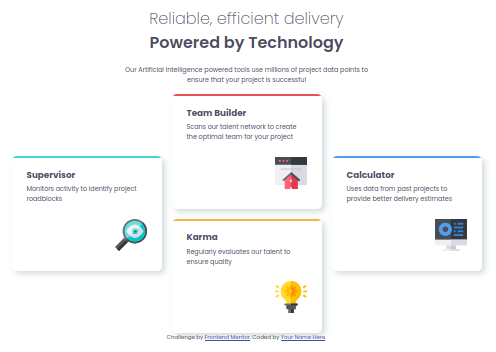 Reliable, efficient delivery
Powered by Technology
Our Artificial Intelligence powered tools use millions of project data points to
ensure that your project is successful
Supervisor
Monitors activity to identify project
roadblocks
Team Builder
Scans our talent network to create
the optimal team for your project
Karma
Regularly evaluates our talent to
ensure quality
Calculator
Uses data from past projects to
provide better delivery estimates
Challenge by Frontend Mentor. Coded by Your Name Here.